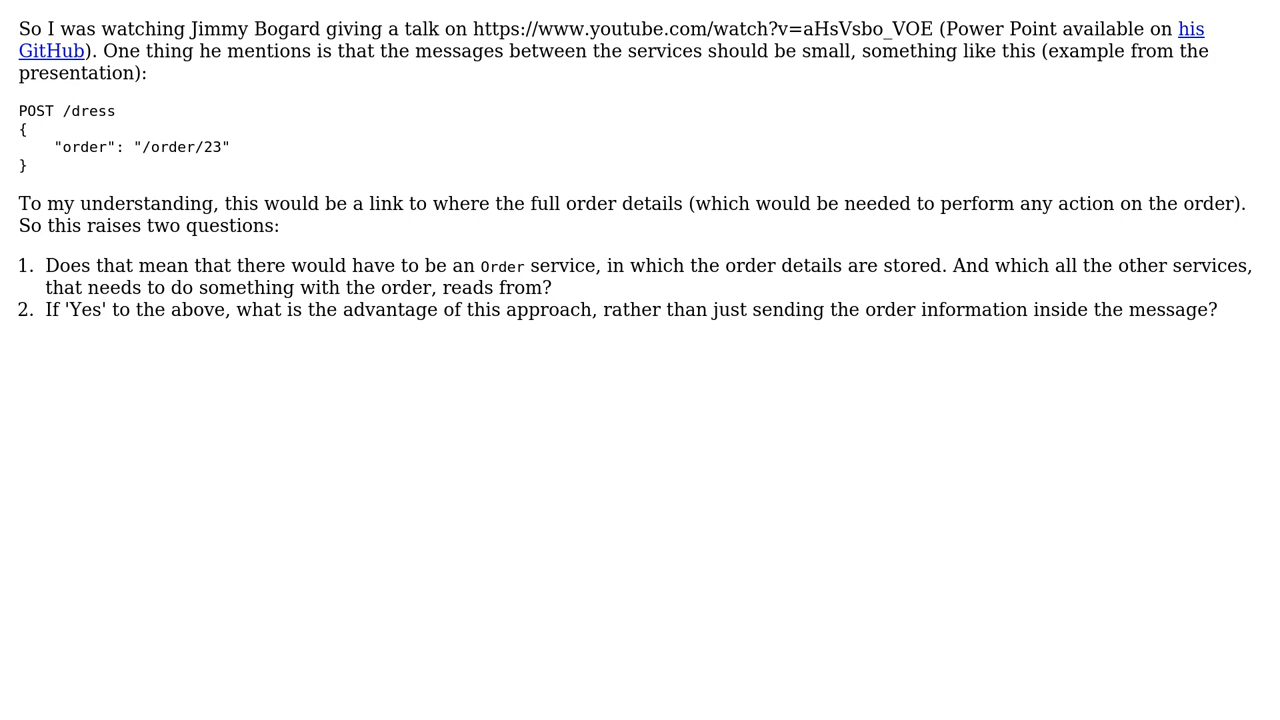 So I was watching Jimmy Bogard giving a talk on https://www.youtube.com/watch?v=aHsVsbo_VOE (Power Point available on his
GitHub). One thing he mentions is that the messages between the services should be small, something like this (example from the
presentation):
POST /dress
{
    "order": "/order/23"
}
To my understanding, this would be a link to where the full order details (which would be needed to perform any action on the order).
So this raises two questions:
1. Does that mean that there would have to be an Order service, in which the order details are stored. And which all the other services,
that needs to do something with the order, reads from?
2. If 'Yes' to the above, what is the advantage of this approach, rather than just sending the order information inside the message?